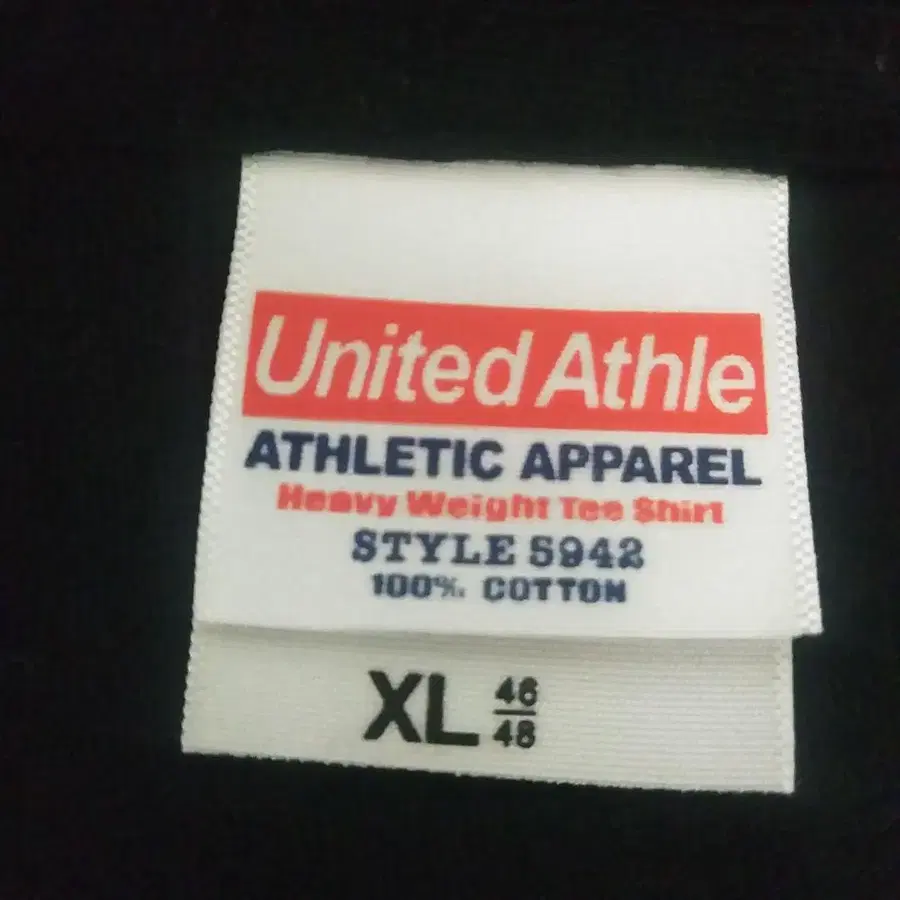 United Athle
ATHLETIC APPAREL
Heavy Weight Tee Shirt
STYLE 5942
100% COTTON
XL 46/48